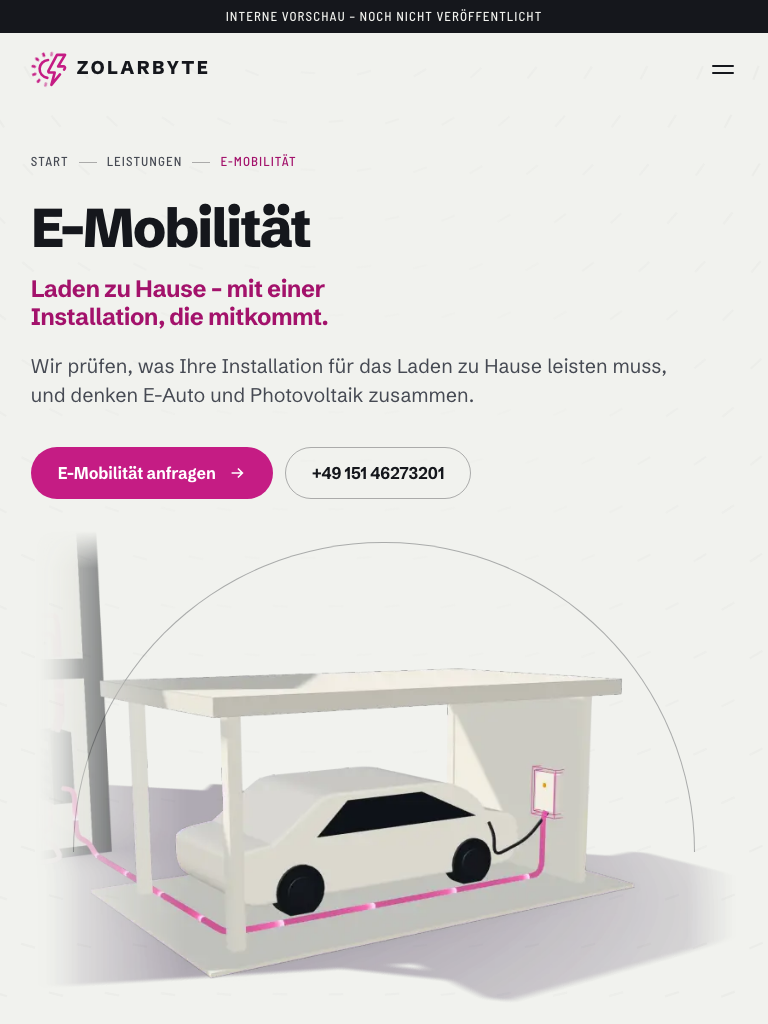 INTERNE VORSCHAU – NOCH NICHT VERÖFFENTLICHT
ZOLARBYTE
START — LEISTUNGEN — E-MOBILITÄT
E-Mobilität
Laden zu Hause – mit einer
Installation, die mitkommt.
Wir prüfen, was Ihre Installation für das Laden zu Hause leisten muss,
und denken E-Auto und Photovoltaik zusammen.
E-Mobilität anfragen → +49 151 46273201